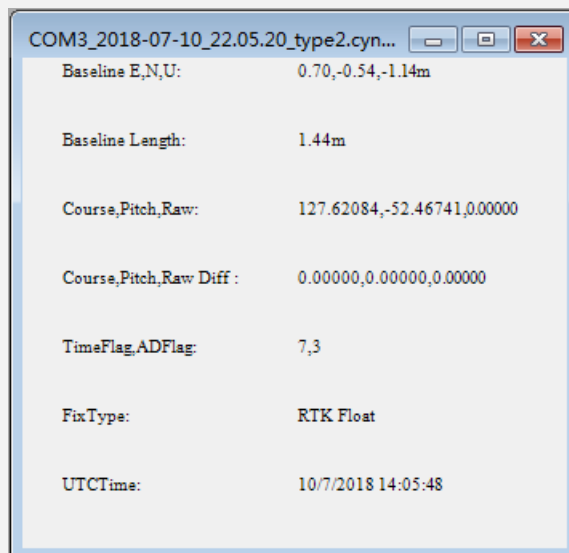 COM3_2018-07-10_22.05.20_type2.cyn...
Baseline E,N,U: 0.70,-0.54,-1.14m
Baseline Length: 1.44m
Course,Pitch,Raw: 127.62084,-52.46741,0.00000
Course,Pitch,Raw Diff : 0.00000,0.00000,0.00000
TimeFlag,ADFlag: 7,3
FixType: RTK Float
UTCTime: 10/7/2018 14:05:48